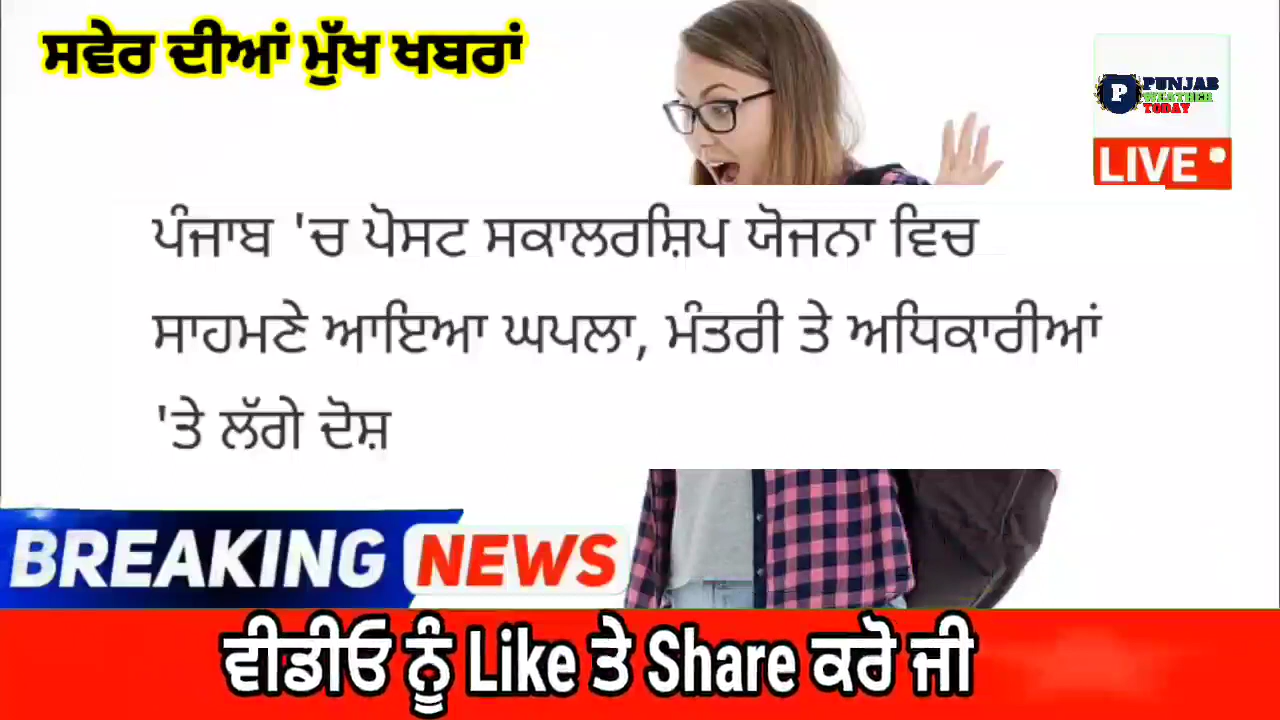 ਸਵੇਰ ਦੀਆਂ ਮੁੱਖ ਖਬਰਾਂ
P PUNJAB
WEATHER
TODAY
LIVE
ਪੰਜਾਬ 'ਚ ਪੋਸਟ ਸਕਾਲਰਸ਼ਿਪ ਯੋਜਨਾ ਵਿਚ
ਸਾਹਮਣੇ ਆਇਆ ਘਪਲਾ, ਮੰਤਰੀ ਤੇ ਅਧਿਕਾਰੀਆਂ
'ਤੇ ਲੱਗੇ ਦੋਸ਼
BREAKING NEWS
ਵੀਡੀਓ ਨੂੰ Like ਤੇ Share ਕਰੋ ਜੀ